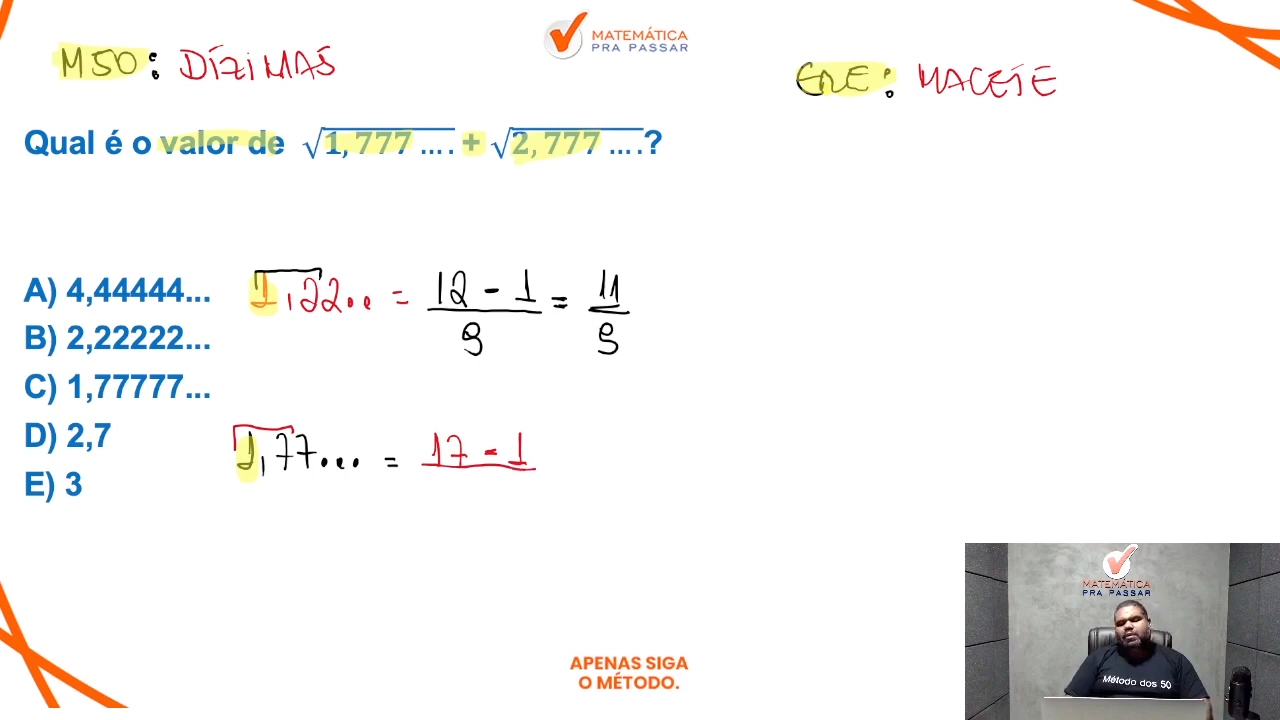 MATEMÁTICA
PRA PASSAR
M50: DÍZIMAS
ENE: MACETE
Qual é o valor de √1,777 .... + √2,777 ....?
A) 4,44444...
B) 2,22222...
C) 1,77777...
D) 2,7
E) 3
1,22... = 12 - 1 / 9 = 11 / 9
1,77... = 17 - 1
MATEMÁTICA
PRA PASSAR
Método dos 50
APENAS SIGA
O MÉTODO.